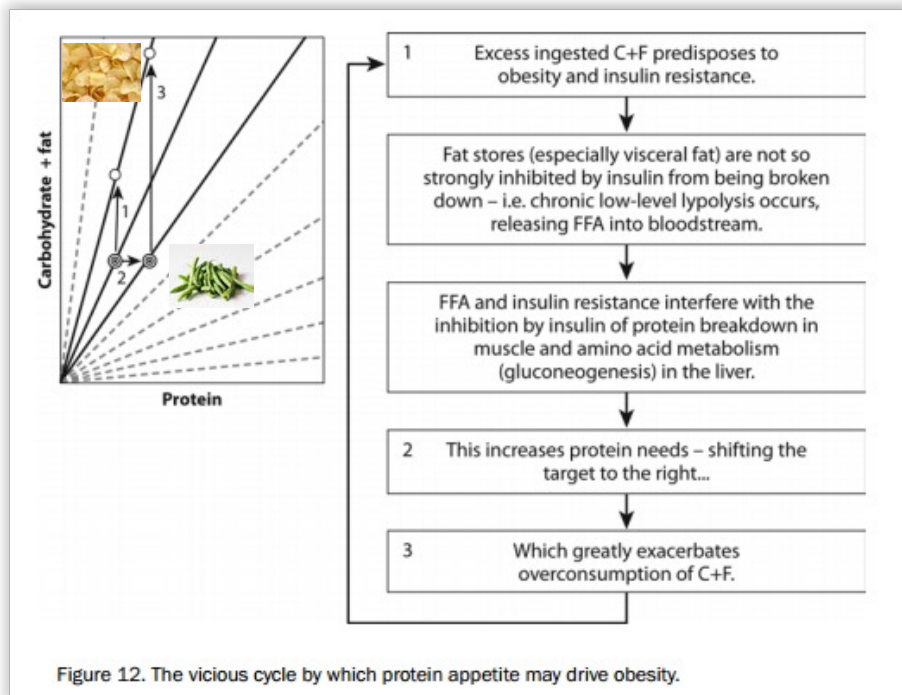 Carbohydrate + fat
3
1
2
Protein
1 Excess ingested C+F predisposes to
obesity and insulin resistance.
Fat stores (especially visceral fat) are not so
strongly inhibited by insulin from being broken
down – i.e. chronic low-level lypolysis occurs,
releasing FFA into bloodstream.
FFA and insulin resistance interfere with the
inhibition by insulin of protein breakdown in
muscle and amino acid metabolism
(gluconeogenesis) in the liver.
2 This increases protein needs – shifting the
target to the right...
3 Which greatly exacerbates
overconsumption of C+F.
Figure 12. The vicious cycle by which protein appetite may drive obesity.